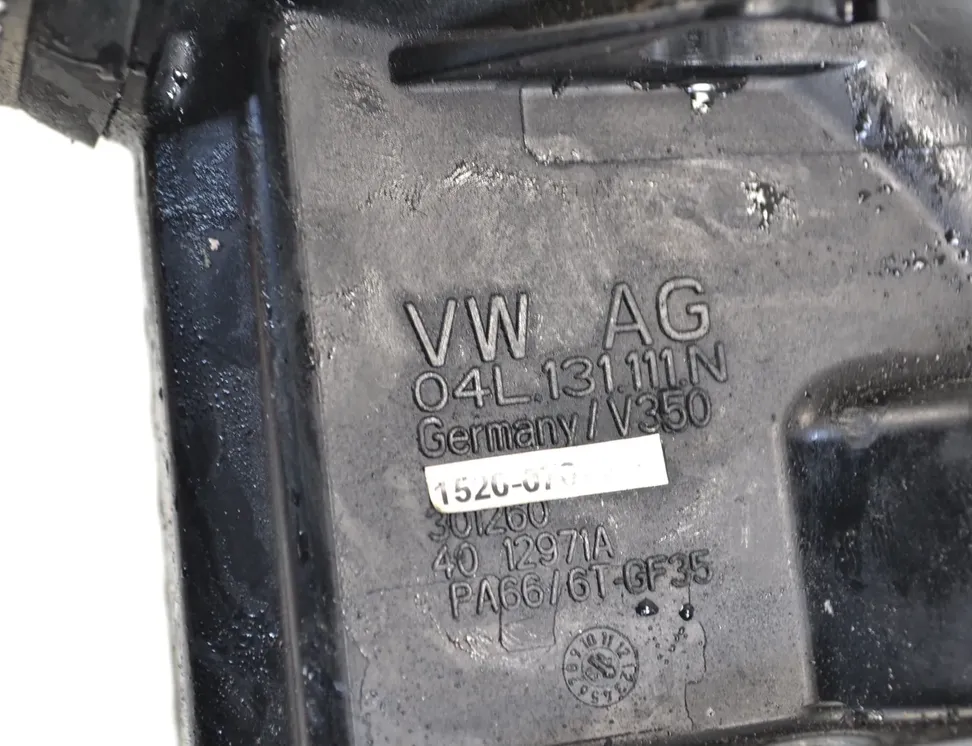 VW AG
04L.131.111.N
Germany/V350
301260
40 12971A
PA66/6T-GF35